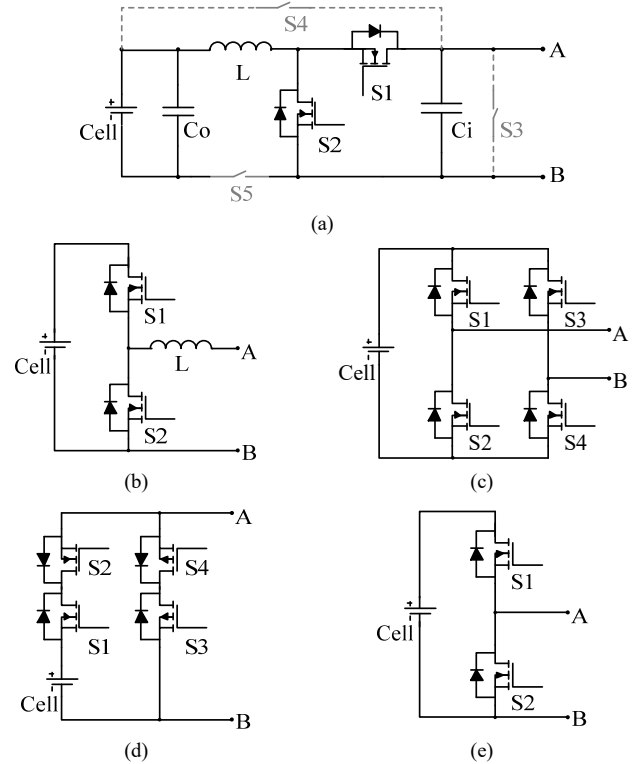 S4
A
L
S1
+
Cell
Co
S2
Ci
S3
S5
B
(a)
+
Cell
S1
L
A
S2
B
(b)
+
Cell
S1
S3
A
B
S2
S4
(c)
A
S2
S4
S1
S3
+
Cell
B
(d)
+
Cell
S1
A
S2
B
(e)